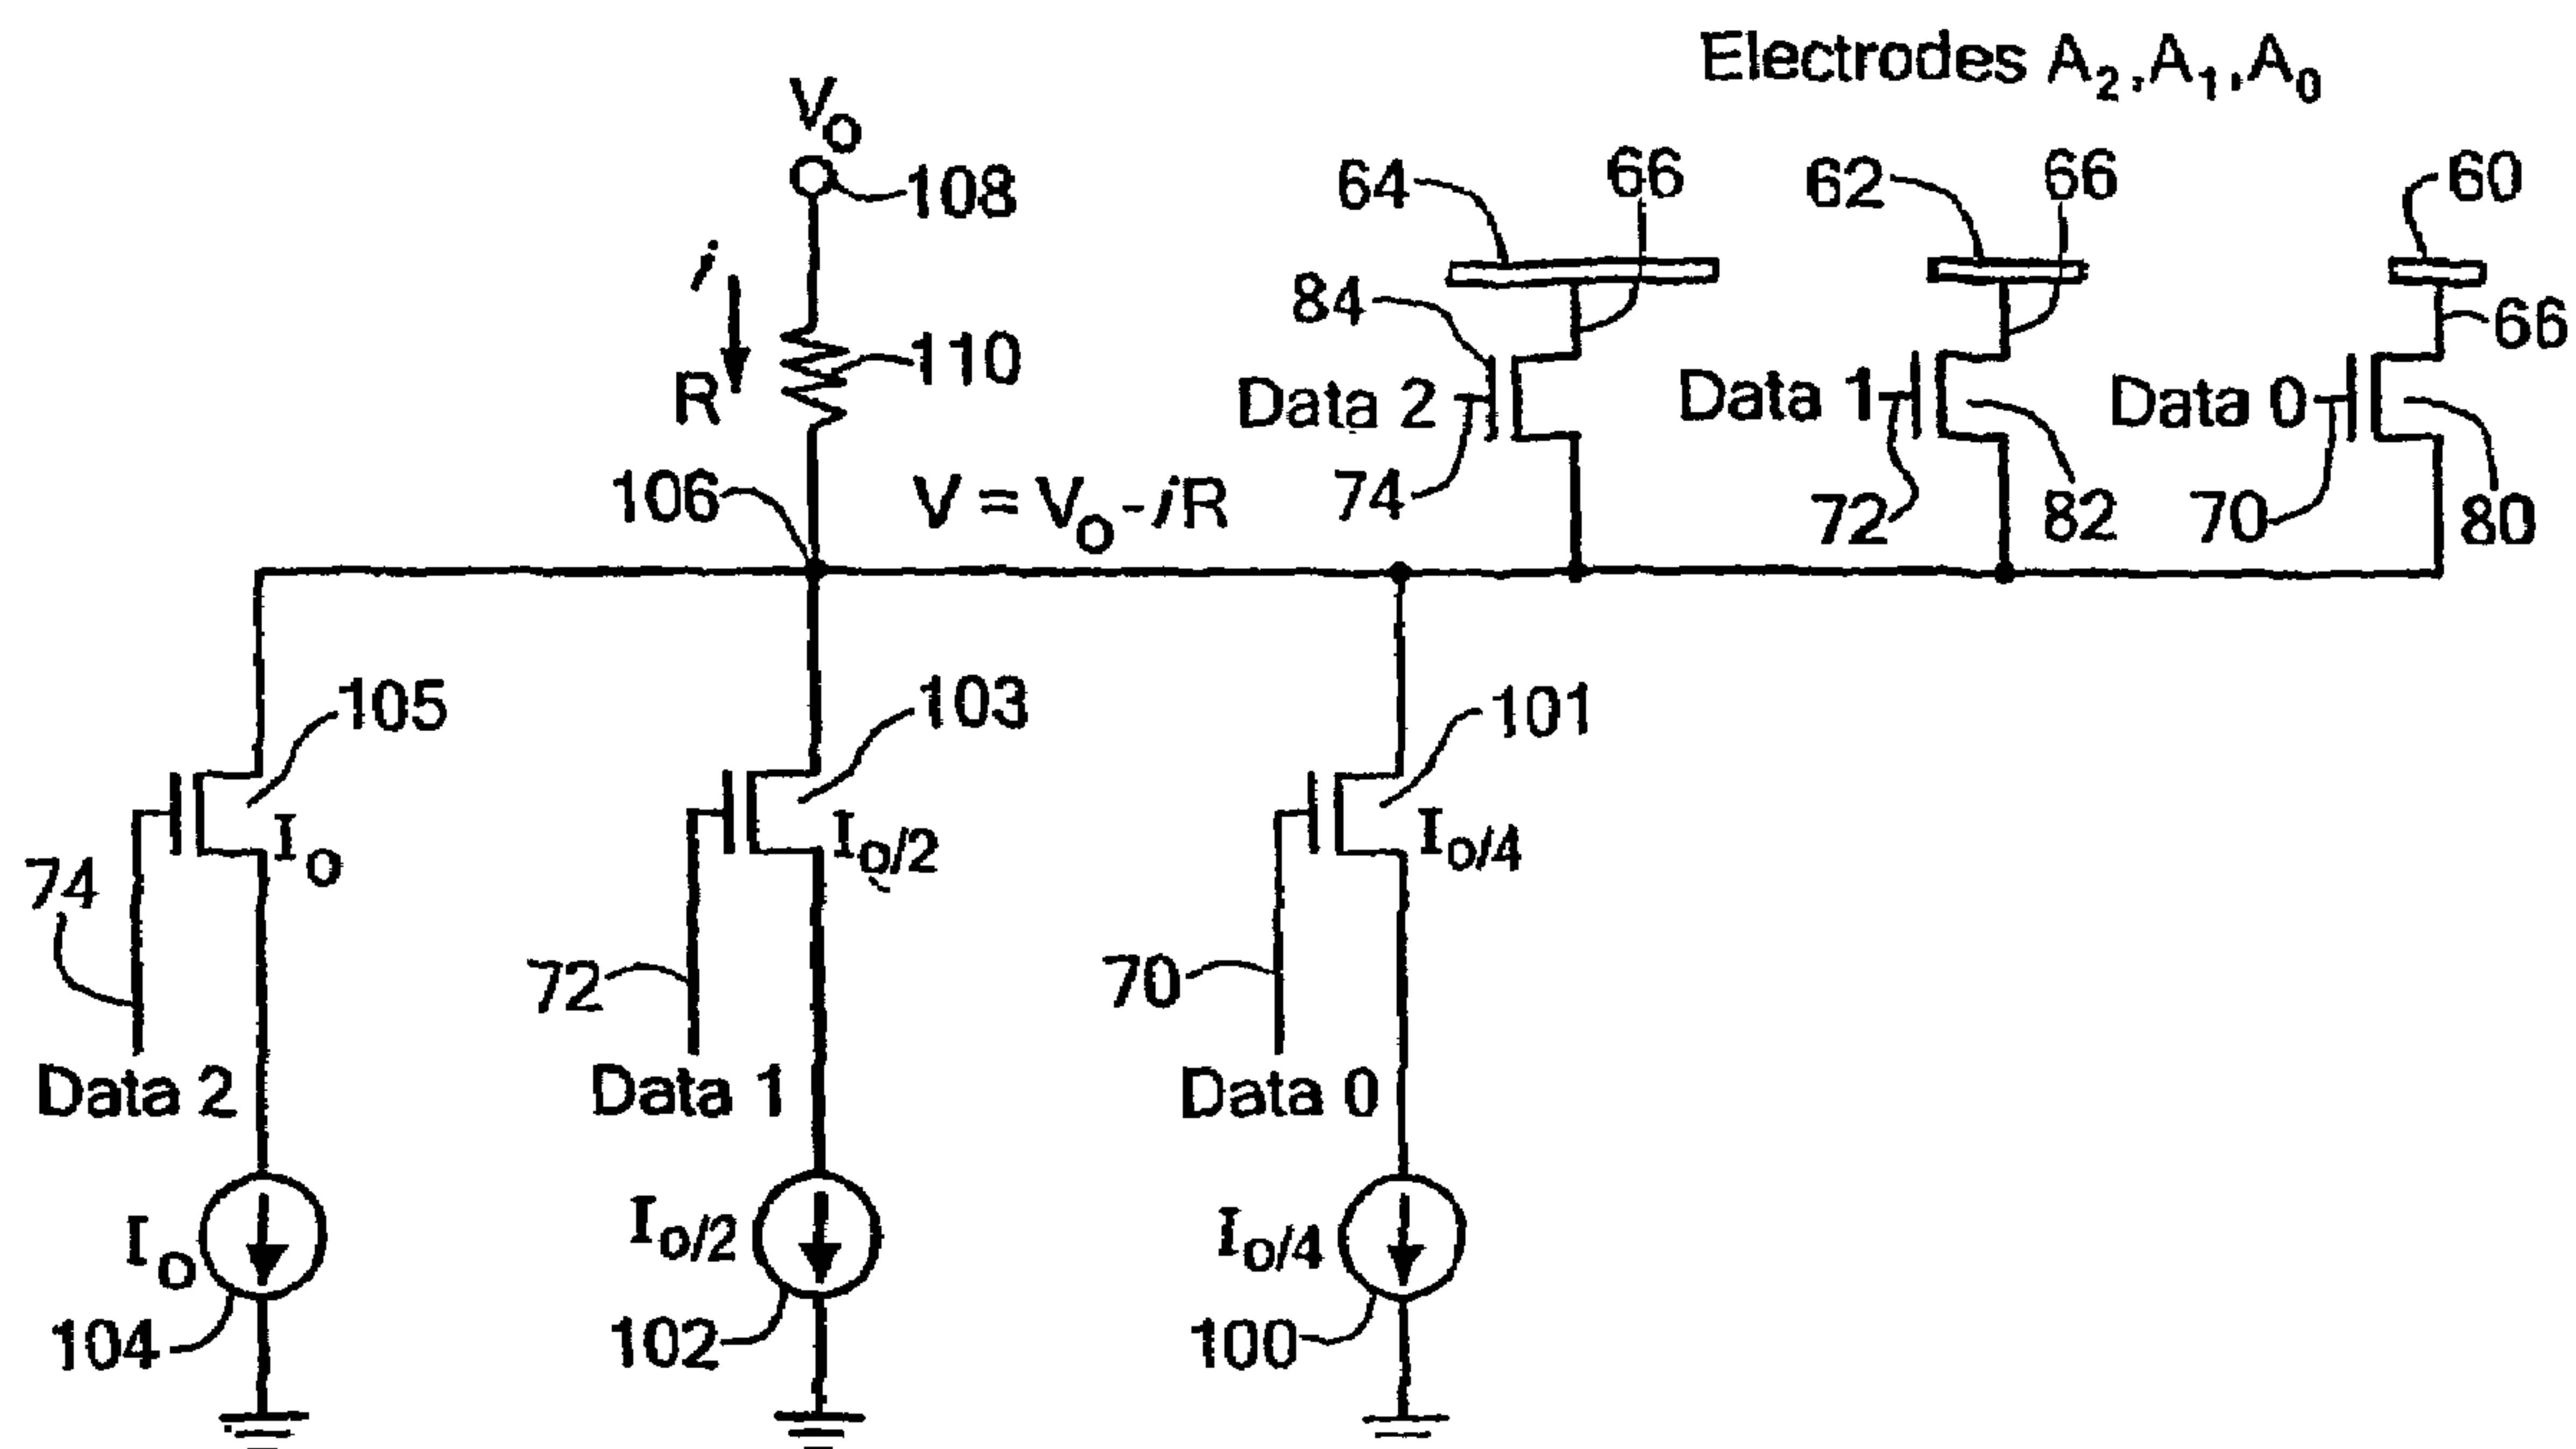 Electrodes A2, A1, A0
Vo
108
64
66
62
66
60
i
84
66
110
R
Data 2
Data 1
Data 0
106
V = Vo - iR
74
72
82
70
80
105
103
101
Io
Io/2
Io/4
74
72
70
Data 2
Data 1
Data 0
Io
Io/2
Io/4
104
102
100